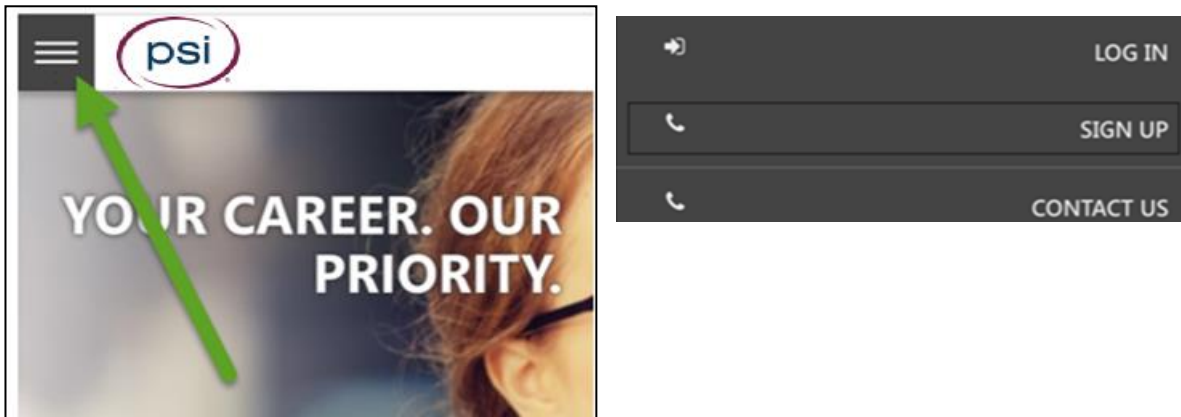 psi
YOUR CAREER. OUR
PRIORITY.
LOG IN
SIGN UP
CONTACT US